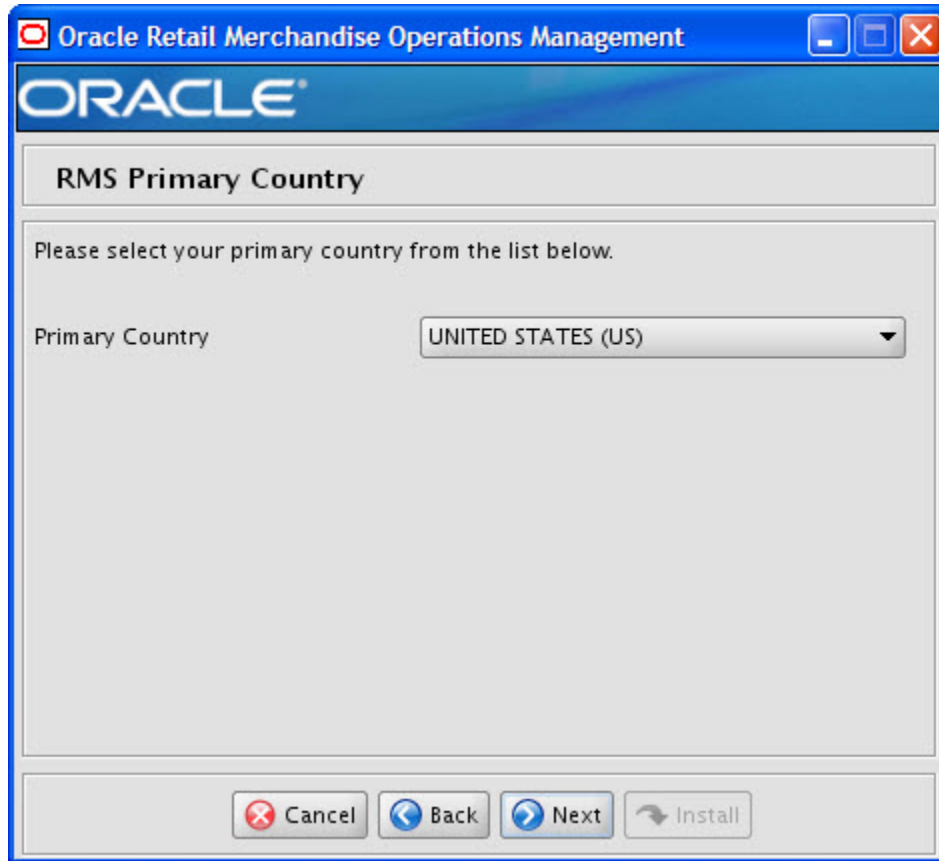 Oracle Retail Merchandise Operations Management
ORACLE®
RMS Primary Country
Please select your primary country from the list below.
Primary Country UNITED STATES (US)
Cancel Back Next Install